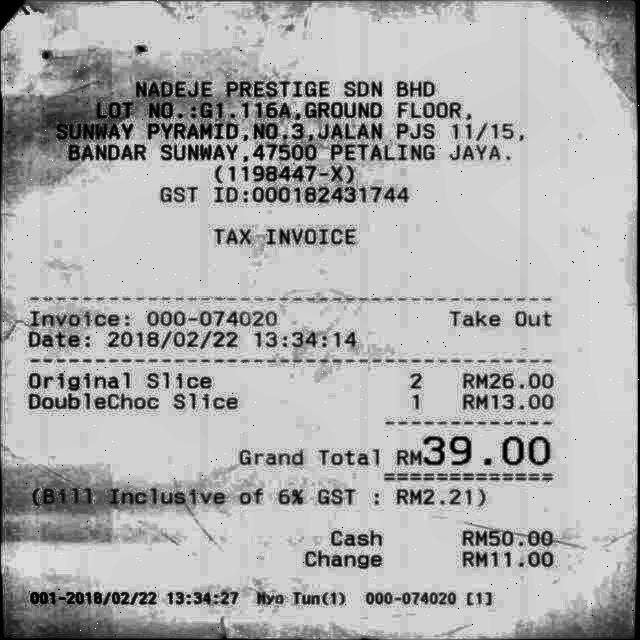 NADEJE PRESTIGE SDN BHD
LOT NO.:G1.116A,GROUND FLOOR,
SUNWAY PYRAMID,NO.3,JALAN PJS 11/15,
BANDAR SUNWAY,47500 PETALING JAYA.
(1198447-X)
GST ID:000182431744
TAX INVOICE
Invoice: 000-074020 Take Out
Date: 2018/02/22 13:34:14
Original Slice 2 RM26.00
DoubleChoc Slice 1 RM13.00
Grand Total RM39.00
(Bill Inclusive of 6% GST : RM2.21)
Cash RM50.00
Change RM11.00
001-2018/02/22 13:34:27 Myo Tun(1) 000-074020 [1]